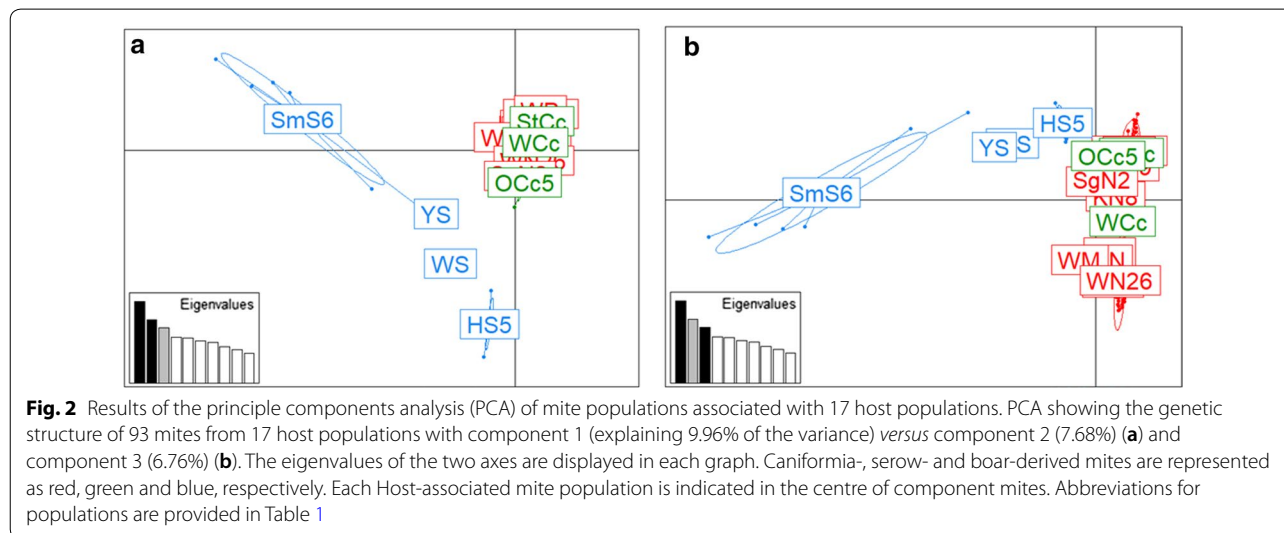 a
SmS6
YS
WS
HS5
StCc
WCc
OCc5
Eigenvalues
b
HS5
YS
S
SmS6
OCc5
SgN2
KN8
WCc
WM
N
WN26
Eigenvalues
Fig. 2 Results of the principle components analysis (PCA) of mite populations associated with 17 host populations. PCA showing the genetic
structure of 93 mites from 17 host populations with component 1 (explaining 9.96% of the variance) versus component 2 (7.68%) (a) and
component 3 (6.76%) (b). The eigenvalues of the two axes are displayed in each graph. Caniformia-, serow- and boar-derived mites are represented
as red, green and blue, respectively. Each Host-associated mite population is indicated in the centre of component mites. Abbreviations for
populations are provided in Table 1